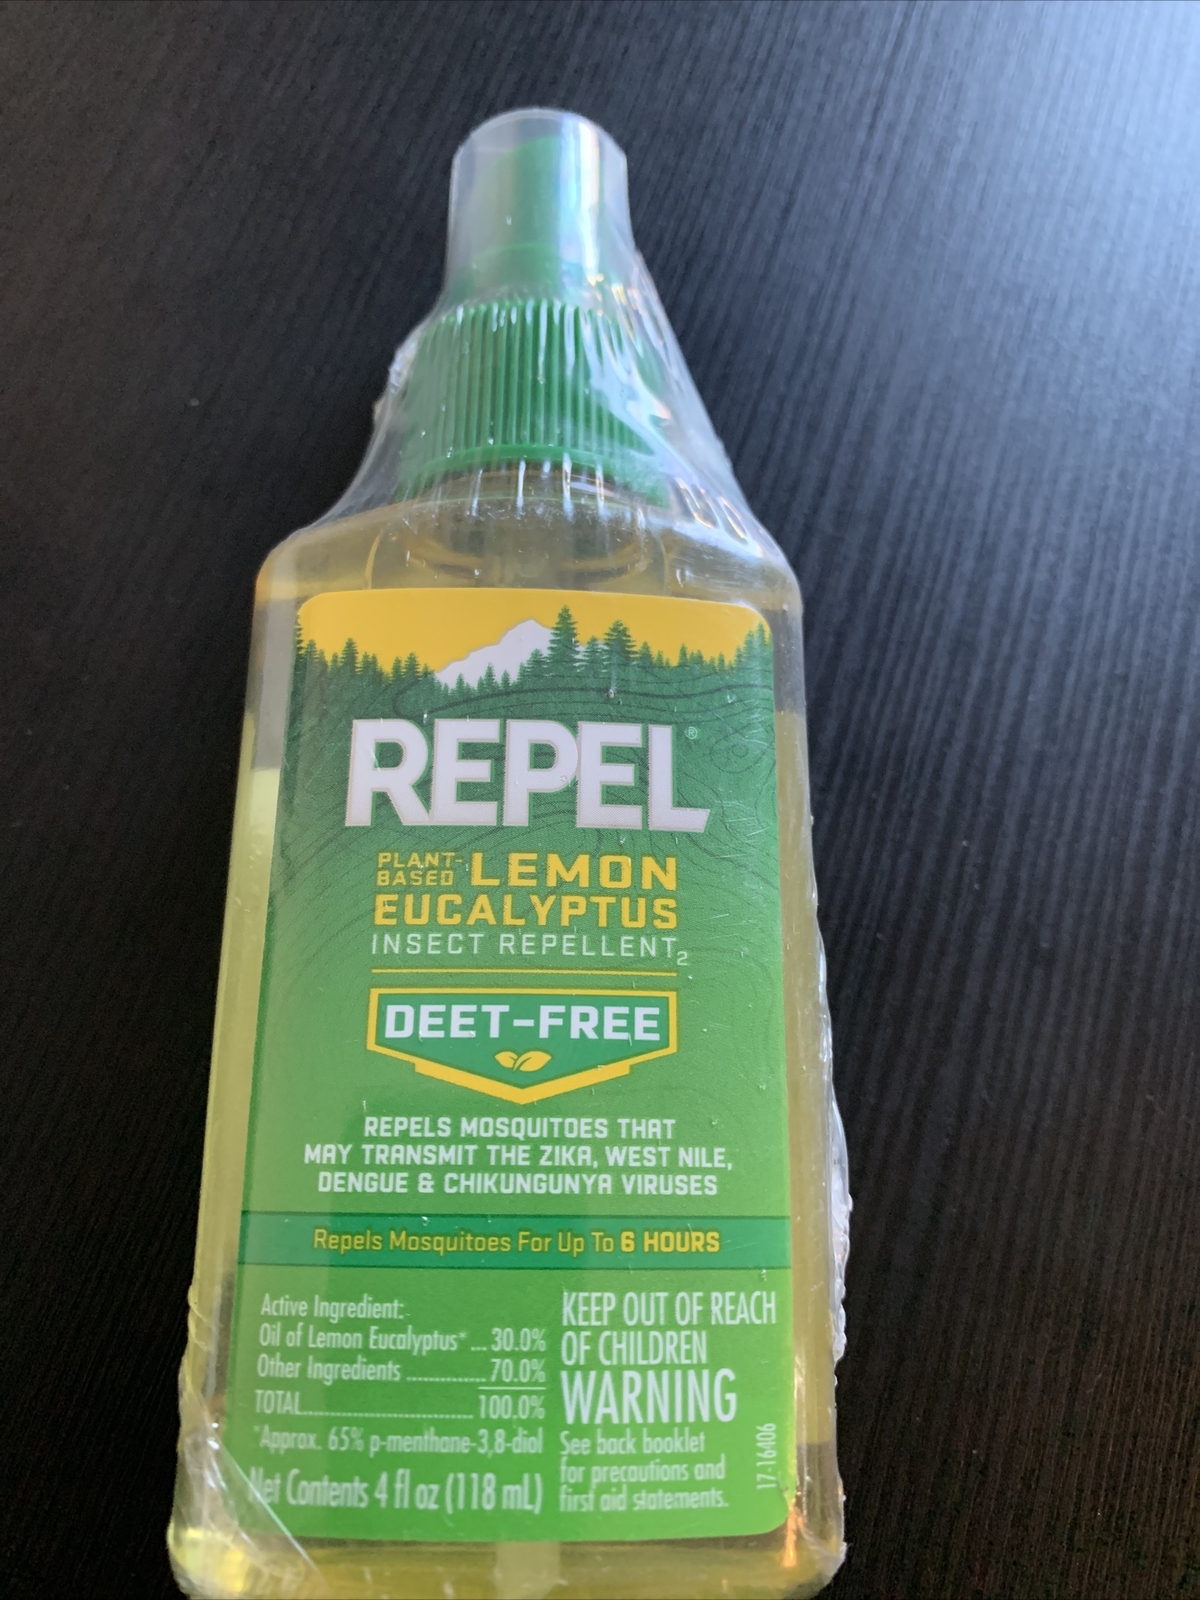 REPEL®
PLANT-BASED LEMON
EUCALYPTUS
INSECT REPELLENT2
DEET-FREE
REPELS MOSQUITOES THAT
MAY TRANSMIT THE ZIKA, WEST NILE,
DENGUE & CHIKUNGUNYA VIRUSES
Repels Mosquitoes For Up To 6 HOURS
Active Ingredient:
Oil of Lemon Eucalyptus* ... 30.0%
Other Ingredients .............. 70.0%
TOTAL.............................. 100.0%
*Approx. 65% p-menthane-3,8-diol
Net Contents 4 fl oz (118 mL)
KEEP OUT OF REACH
OF CHILDREN
WARNING
See back booklet
for precautions and
first aid statements.
17-16406